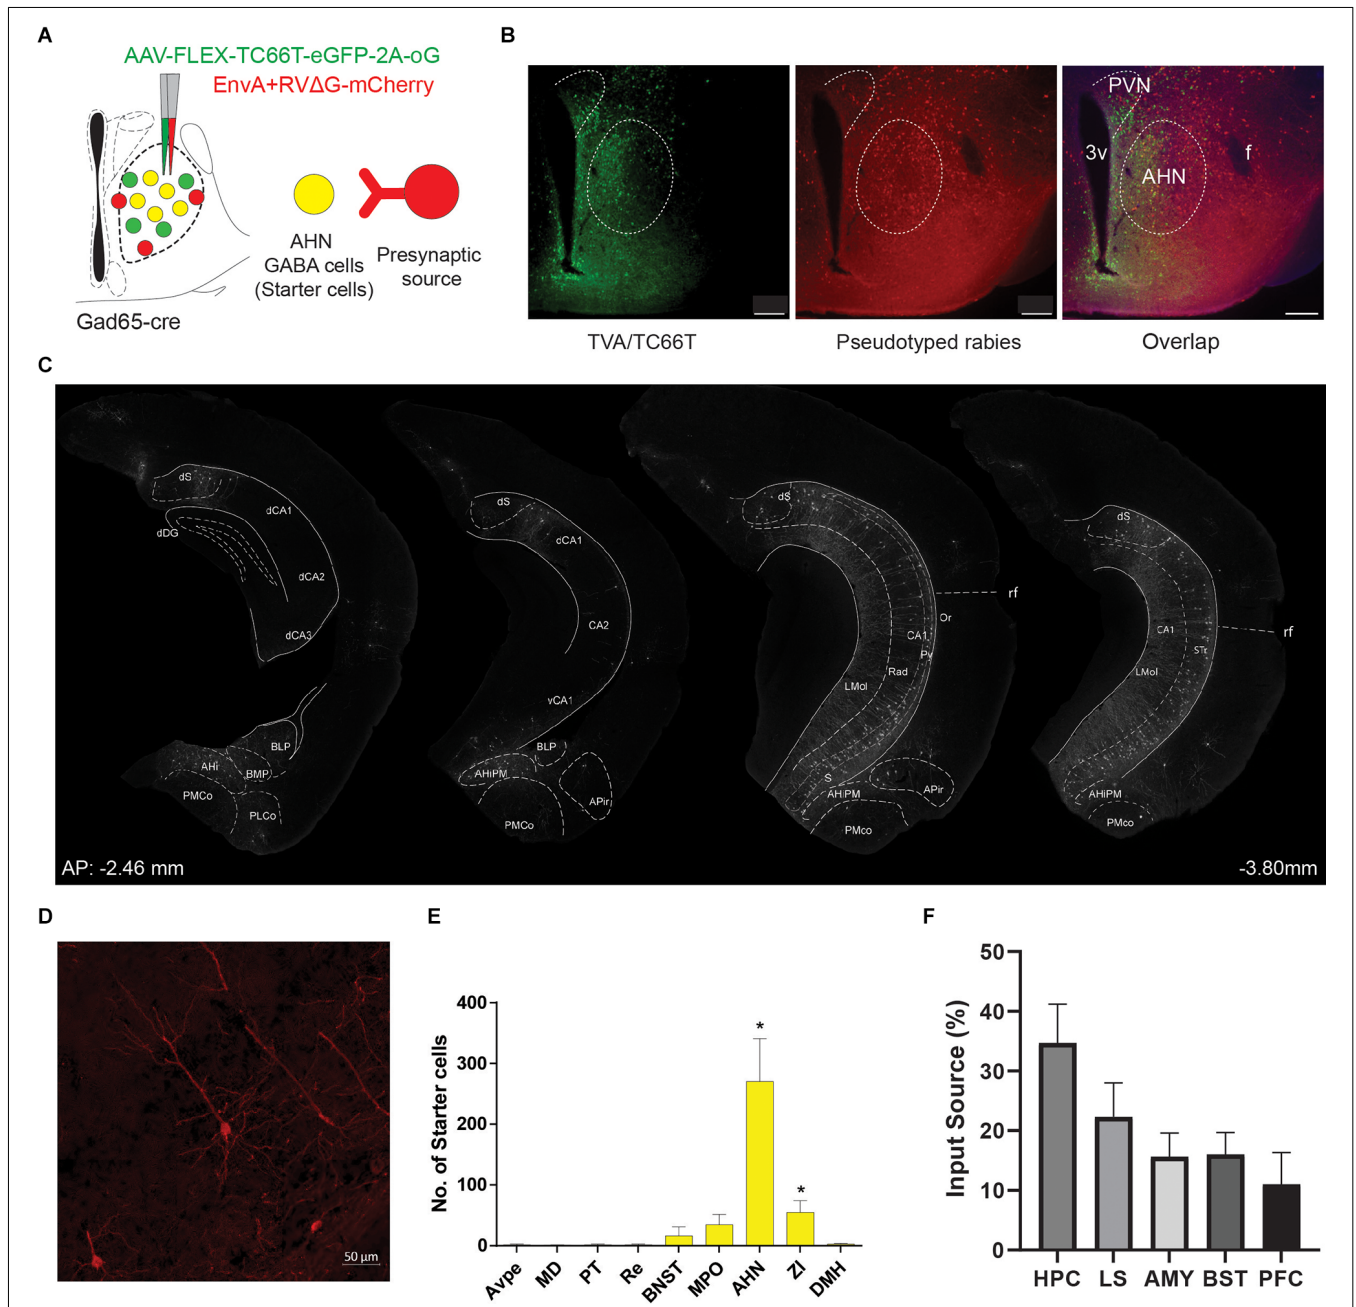 A
AAV-FLEX-TC66T-eGFP-2A-oG
EnvA+RVΔG-mCherry
AHN
GABA cells
(Starter cells)
Presynaptic
source
Gad65-cre
B
PVN
3v
AHN
f
TVA/TC66T
Pseudotyped rabies
Overlap
C
dS
dCA1
dDG
dCA2
dCA3
BLP
AHi
BMP
PMCo
PLCo
AP: -2.46 mm
dS
dCA1
CA2
vCA1
BLP
AHiPM
APir
PMCo
dS
rf
Or
CA1
Py
Rad
LMol
S
AHiPM
APir
PMco
dS
CA1
rf
STr
LMol
AHiPM
PMco
-3.80mm
D
50 µm
E
No. of Starter cells
400
300
200
100
0
*
*
Avpe
MD
PT
Re
BNST
MPO
AHN
ZI
DMH
F
Input Source (%)
50
40
30
20
10
0
HPC LS AMY BST PFC